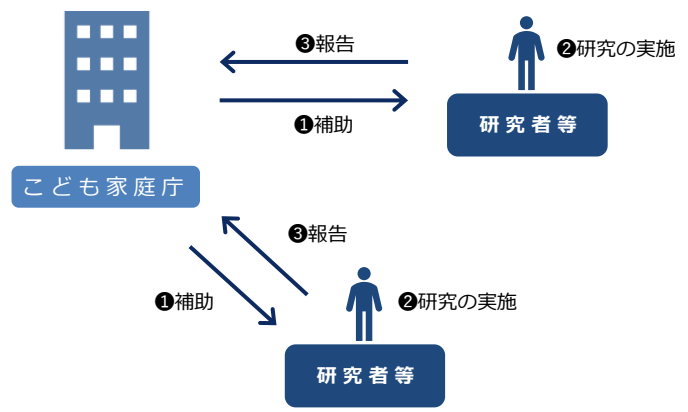 ❸報告
❷研究の実施
❶補助
研究者等
こども家庭庁
❸報告
❶補助
❷研究の実施
研究者等